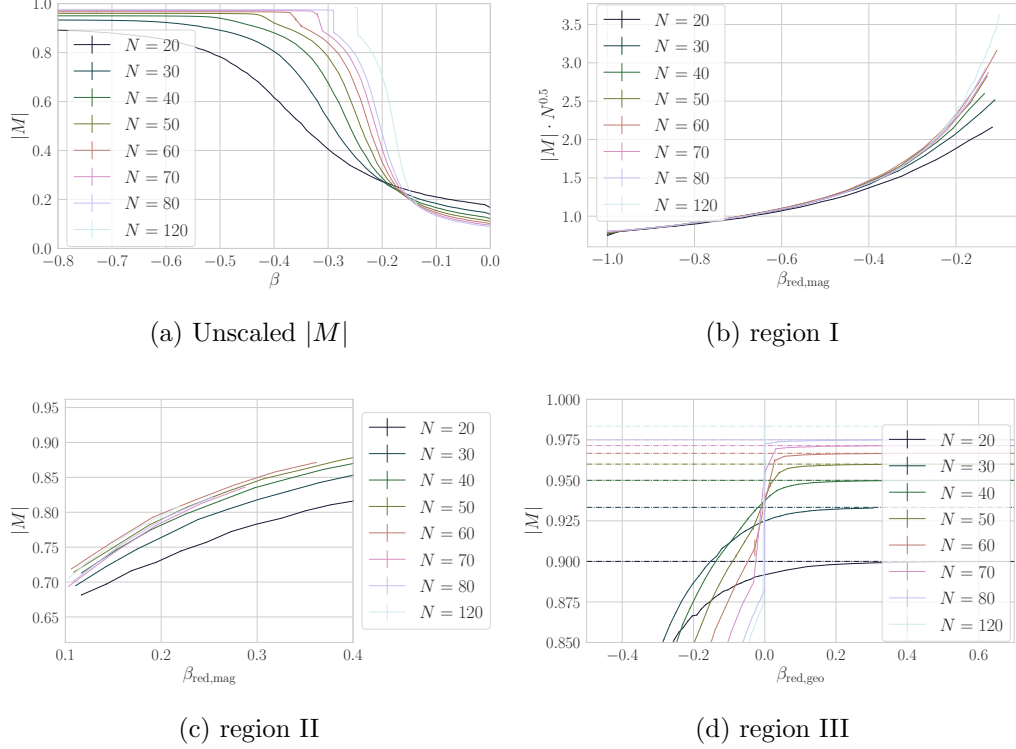 1.0
0.8
0.6
0.4
0.2
0.0
|M|
−0.8
−0.7
−0.6
−0.5
−0.4
−0.3
−0.2
−0.1
0.0
β
N = 20
N = 30
N = 40
N = 50
N = 60
N = 70
N = 80
N = 120
(a) Unscaled |M|
3.5
3.0
2.5
2.0
1.5
1.0
|M| · N^0.5
−1.0
−0.8
−0.6
−0.4
−0.2
β_red,mag
N = 20
N = 30
N = 40
N = 50
N = 60
N = 70
N = 80
N = 120
(b) region I
0.95
0.90
0.85
0.80
0.75
0.70
0.65
|M|
0.1
0.2
0.3
0.4
β_red,mag
N = 20
N = 30
N = 40
N = 50
N = 60
N = 70
N = 80
N = 120
(c) region II
1.000
0.975
0.950
0.925
0.900
0.875
0.850
|M|
−0.4
−0.2
0.0
0.2
0.4
0.6
β_red,geo
N = 20
N = 30
N = 40
N = 50
N = 60
N = 70
N = 80
N = 120
(d) region III